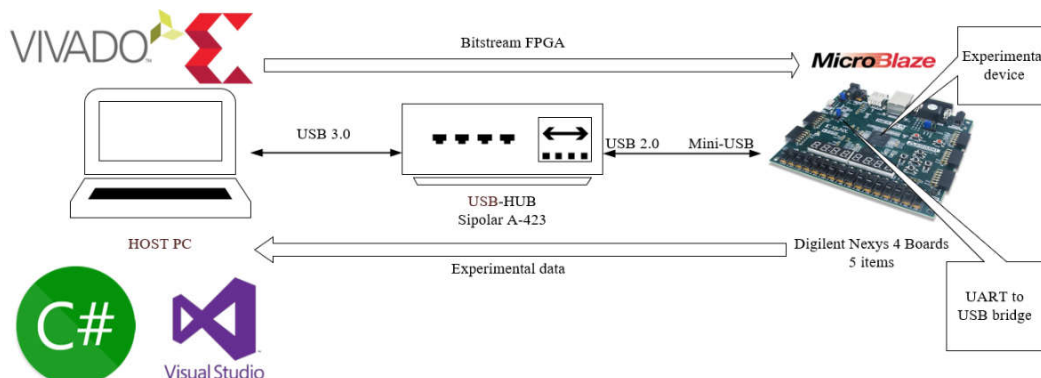 VIVADO™
Bitstream FPGA
MicroBlaze
Experimental
device
USB 3.0
USB 2.0
Mini-USB
USB-HUB
Sipolar A-423
HOST PC
Digilent Nexys 4 Boards
5 items
Experimental data
UART to
USB bridge
C#
Visual Studio